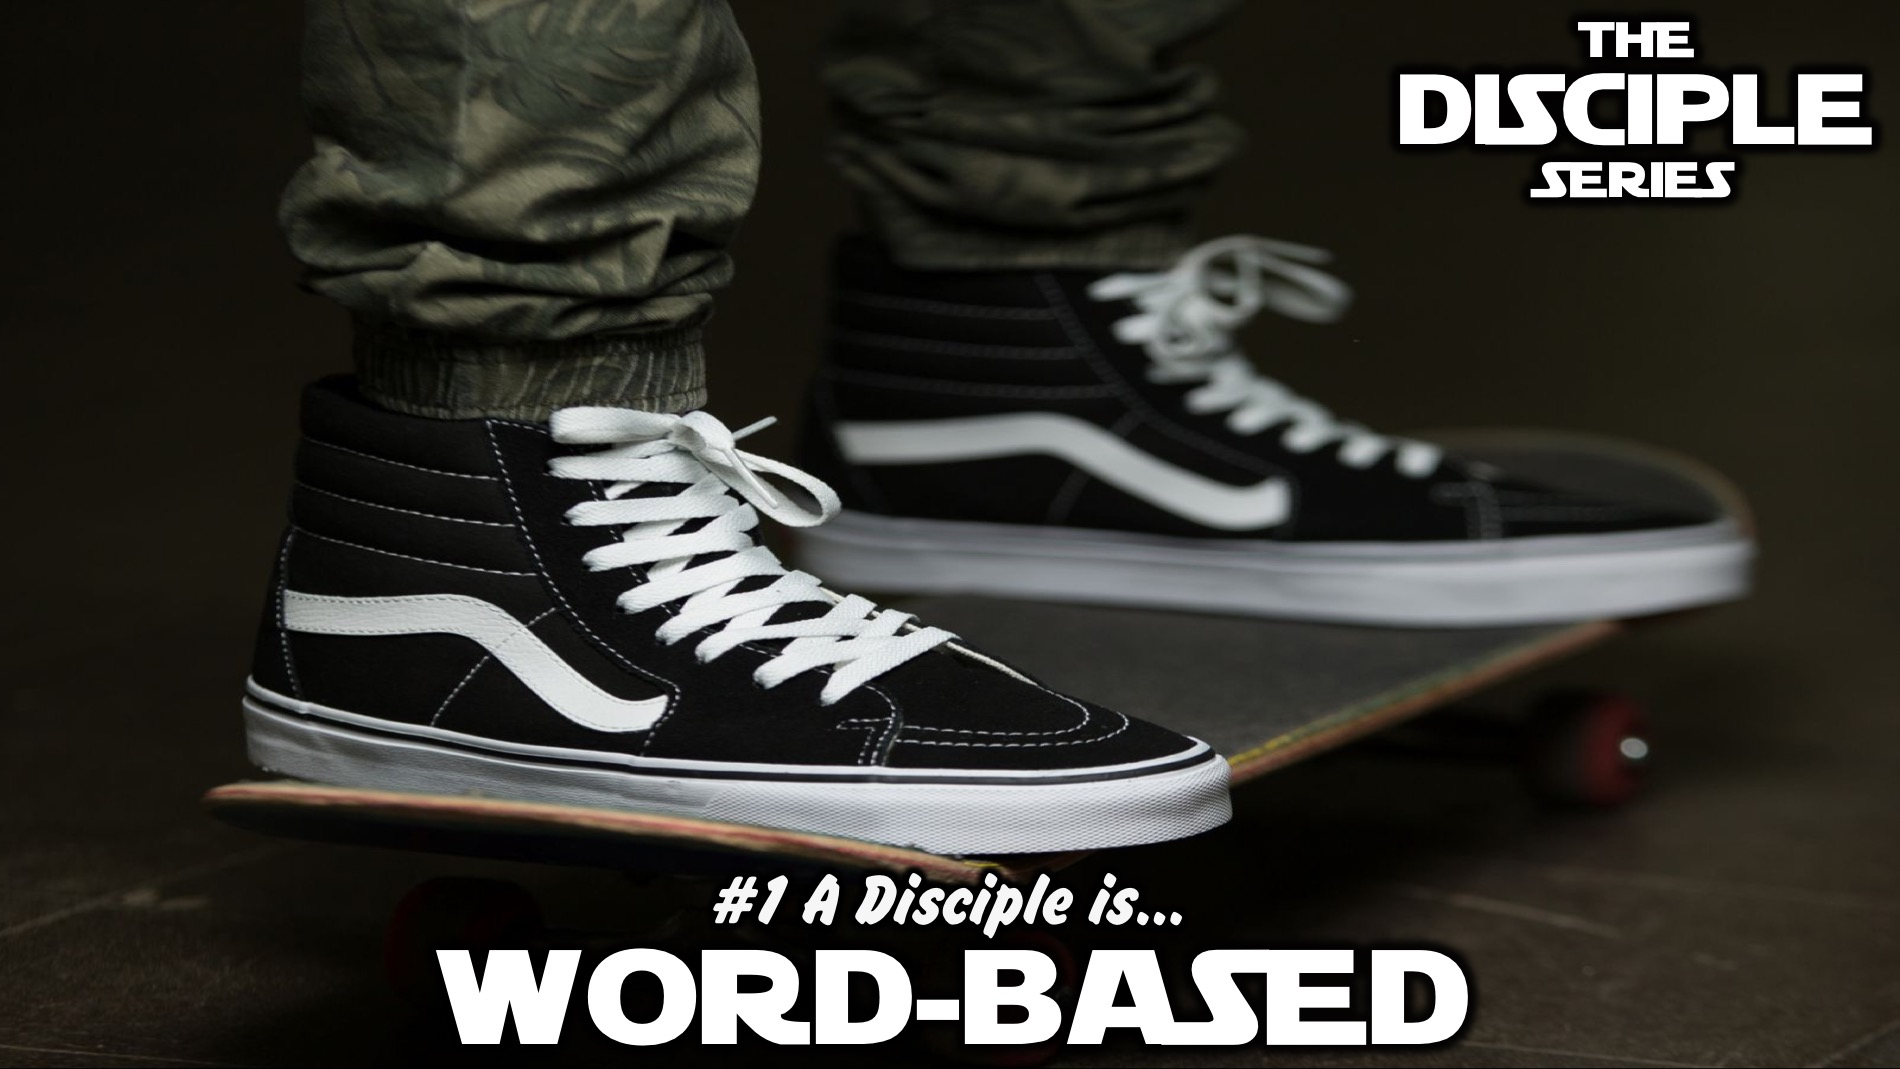 THE
DISCIPLE
SERIES
#1 A Disciple is...
WORD-BASED